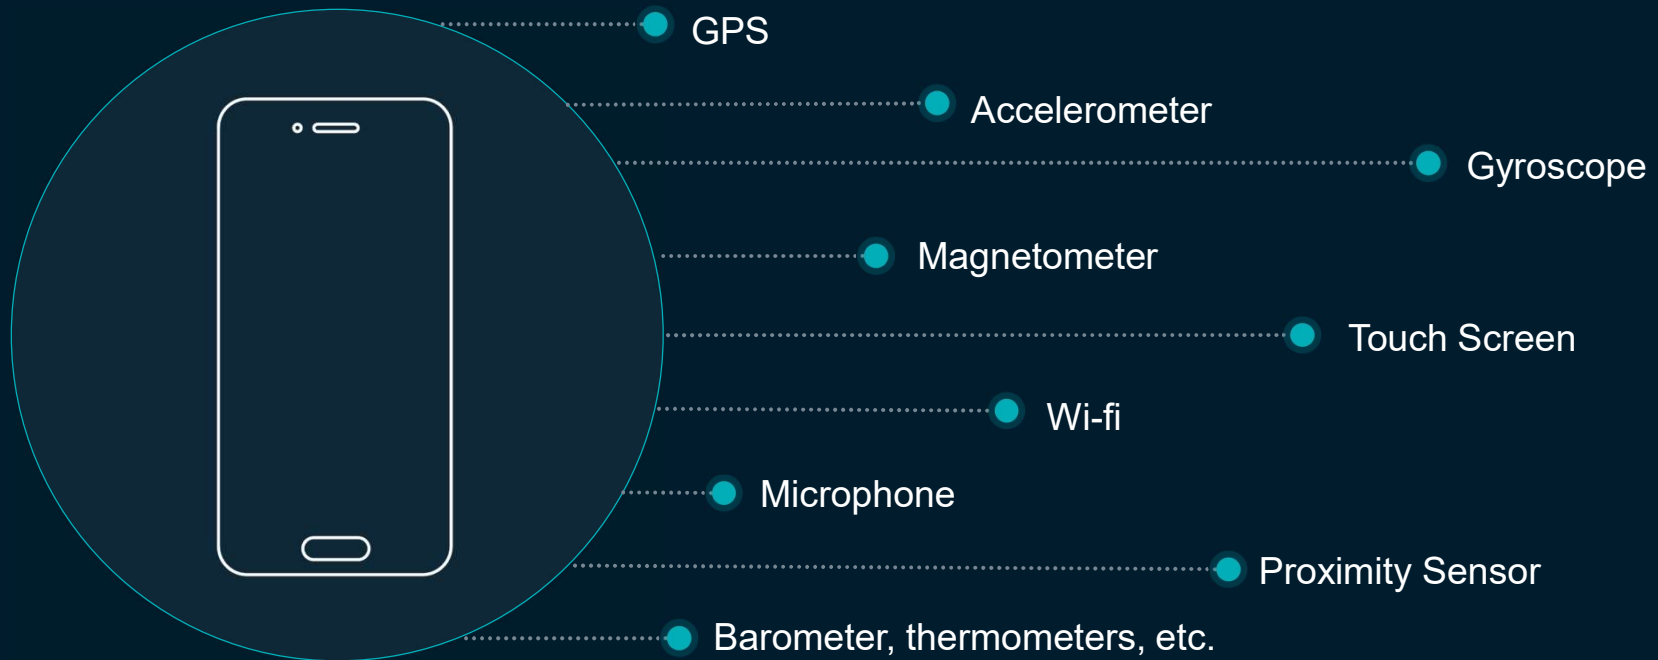 GPS
Accelerometer
Gyroscope
Magnetometer
Touch Screen
Wi-fi
Microphone
Proximity Sensor
Barometer, thermometers, etc.